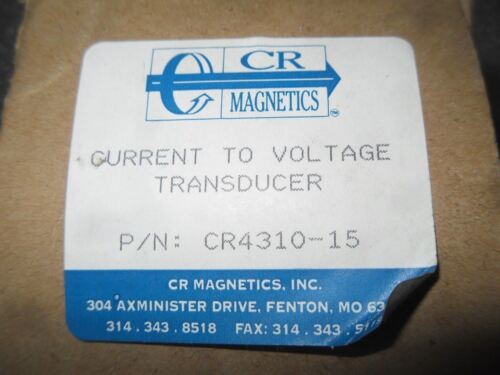 CR
MAGNETICS
TM
CURRENT TO VOLTAGE
TRANSDUCER
P/N: CR4310-15
CR MAGNETICS, INC.
304 AXMINISTER DRIVE, FENTON, MO
314.343.8518 FAX: 314.343.